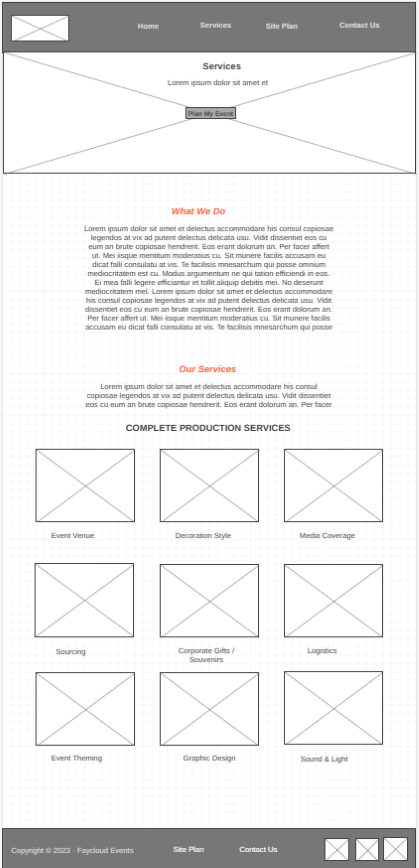 Home Services Site Plan Contact Us
Services
Lorem ipsum dolor sit amet et
Plan My Event
What We Do
Lorem ipsum dolor sit amet et delectus accommodare his consul copiosae
legendos at vix ad putent delectus delicata usu. Vidit dissentiet eos cu
eum an brute copiosae hendrerit. Eos erant dolorum an. Per facer affert
ut. Mei iisque mentitum moderatius cu. Sit munere facilis accusam eu
dicat falli consulatu at vis. Te facilisis mnesarchum qui posse omnium
mediocritatem est cu. Modus argumentum ne qui tation efficiendi in eos.
Ei mea falli legere efficiantur et tollit aliquip debitis mei. No deserunt
mediocritatem mel. Lorem ipsum dolor sit amet et delectus accommodare
his consul copiosae legendos at vix ad putent delectus delicata usu. Vidit
dissentiet eos cu eum an brute copiosae hendrerit. Eos erant dolorum an.
Per facer affert ut. Mei iisque mentitum moderatius cu. Sit munere facilis
accusam eu dicat falli consulatu at vis. Te facilisis mnesarchum qui posse
Our Services
Lorem ipsum dolor sit amet et delectus accommodare his consul
copiosae legendos at vix ad putent delectus delicata usu. Vidit dissentiet
eos cu eum an brute copiosae hendrerit. Eos erant dolorum an. Per facer
COMPLETE PRODUCTION SERVICES
Event Venue Decoration Style Media Coverage
Sourcing Corporate Gifts / Logistics
Souvenirs
Event Theming Graphic Design Sound & Light
Copyright © 2023 - Faycloud Events Site Plan Contact Us